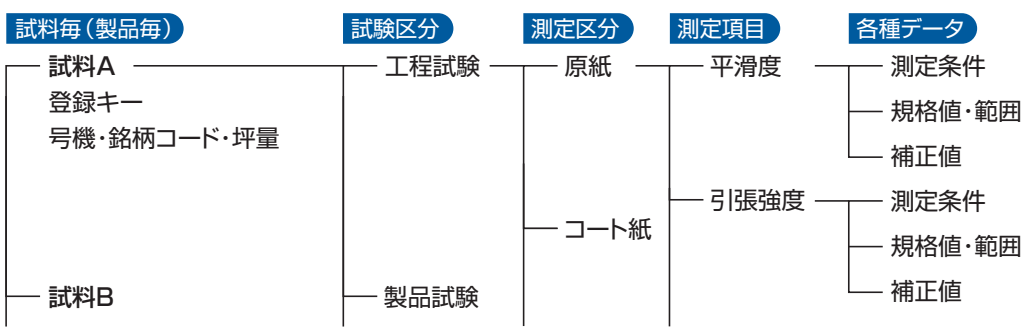 試料毎（製品毎） 試験区分 測定区分 測定項目 各種データ
試料A 工程試験 原紙 平滑度 測定条件
登録キー 規格値・範囲
号機・銘柄コード・坪量 補正値
引張強度 測定条件
コート紙 規格値・範囲
試料B 製品試験 補正値